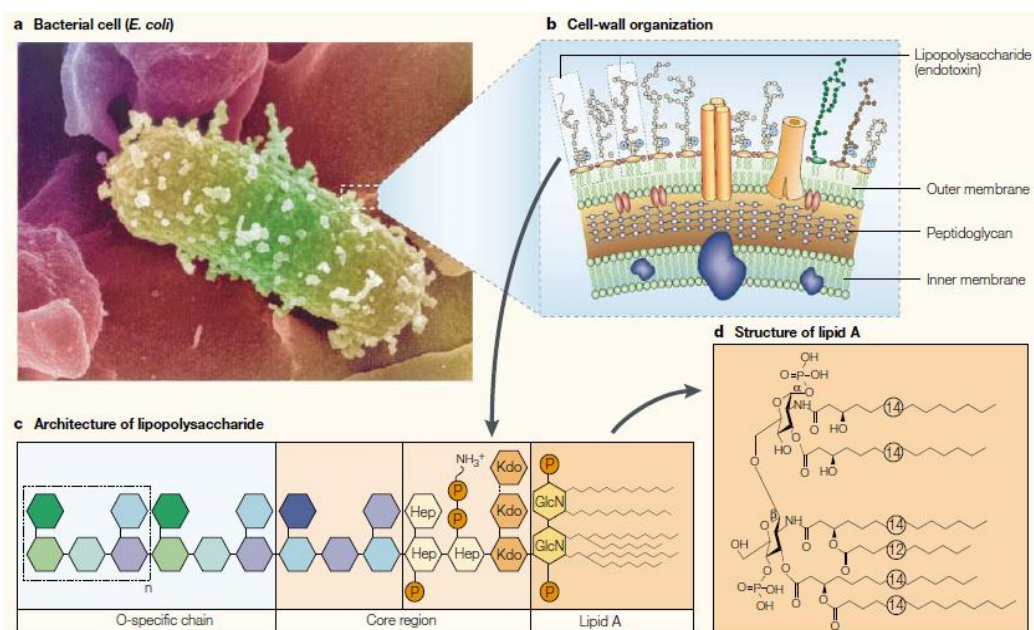 a Bacterial cell (E. coli)
b Cell-wall organization
Lipopolysaccharide
(endotoxin)
Outer membrane
Peptidoglycan
Inner membrane
d Structure of lipid A
OH
O=P-OH
O
α
O
NH
14
O
HO
O
HO
O
14
O
HO
O
β
O
NH
14
HO
O
O
12
O
O
O=P-OH
OH
O
O
14
O
O
14
c Architecture of lipopolysaccharide
NH₃⁺
Kdo
P
P
Hep
P
Kdo
GlcN
Hep
Hep
Kdo
GlcN
n
P
P
O-specific chain
Core region
Lipid A